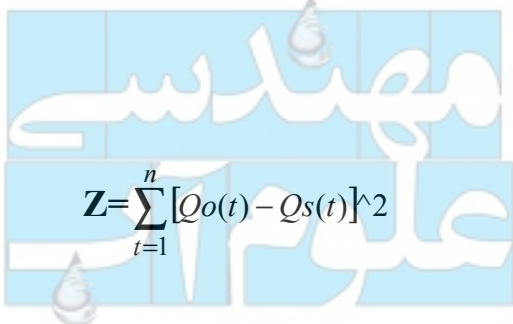 مهندسی
علوم آب
Z=∑[Qo(t) − Qs(t)]^2
n
t=1